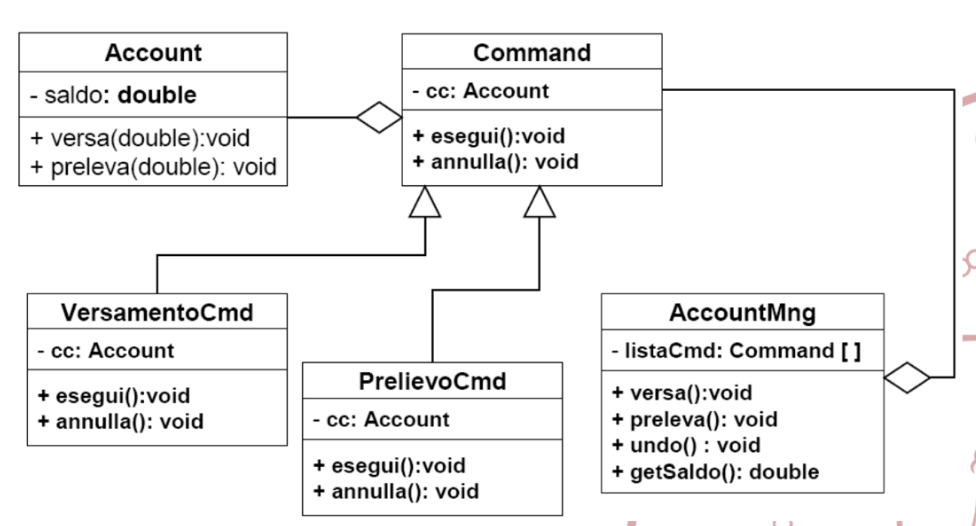 Account
- saldo: double
+ versa(double):void
+ preleva(double): void
Command
- cc: Account
+ esegui():void
+ annulla(): void
VersamentoCmd
- cc: Account
+ esegui():void
+ annulla(): void
PrelievoCmd
- cc: Account
+ esegui():void
+ annulla(): void
AccountMng
- listaCmd: Command [ ]
+ versa():void
+ preleva(): void
+ undo() : void
+ getSaldo(): double